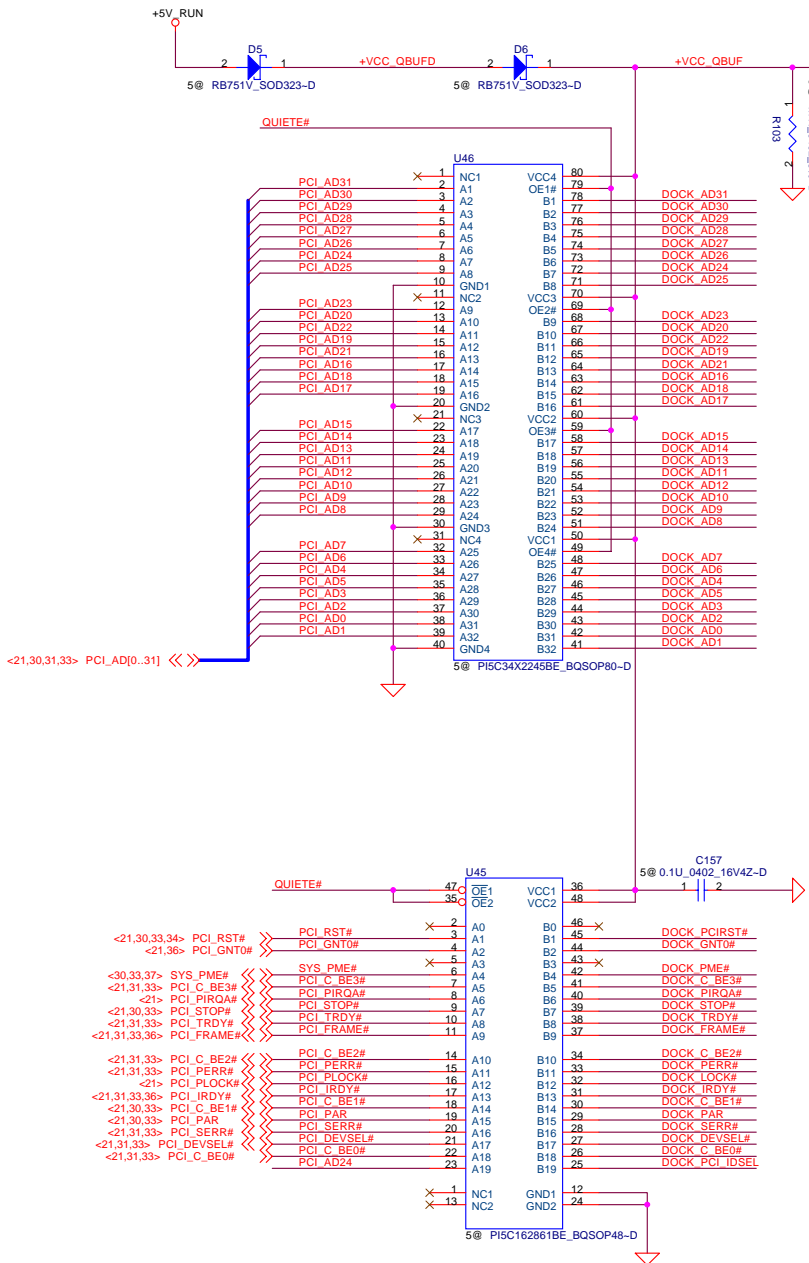 +5V_RUN
D5
2 1
5@ RB751V_SOD323~D
+VCC_QBUFD
D6
2 1
5@ RB751V_SOD323~D
+VCC_QBUF
1
R103
2
QUIETE#
U46
1 NC1 VCC4 80
PCI_AD31 2 A1 OE1# 79
PCI_AD30 3 A2 B1 78 DOCK_AD31
PCI_AD29 4 A3 B2 77 DOCK_AD30
PCI_AD28 5 A4 B3 76 DOCK_AD29
PCI_AD27 6 A5 B4 75 DOCK_AD28
PCI_AD26 7 A6 B5 74 DOCK_AD27
PCI_AD24 8 A7 B6 73 DOCK_AD26
PCI_AD25 9 A8 B7 72 DOCK_AD24
10 GND1 B8 71 DOCK_AD25
11 NC2 VCC3 70
PCI_AD23 12 A9 OE2# 69
PCI_AD20 13 A10 B9 68 DOCK_AD23
PCI_AD22 14 A11 B10 67 DOCK_AD20
PCI_AD19 15 A12 B11 66 DOCK_AD22
PCI_AD21 16 A13 B12 65 DOCK_AD19
PCI_AD16 17 A14 B13 64 DOCK_AD21
PCI_AD18 18 A15 B14 63 DOCK_AD16
PCI_AD17 19 A16 B15 62 DOCK_AD18
20 GND2 B16 61 DOCK_AD17
21 NC3 VCC2 60
PCI_AD15 22 A17 OE3# 59
PCI_AD14 23 A18 B17 58 DOCK_AD15
PCI_AD13 24 A19 B18 57 DOCK_AD14
PCI_AD11 25 A20 B19 56 DOCK_AD13
PCI_AD12 26 A21 B20 55 DOCK_AD11
PCI_AD10 27 A22 B21 54 DOCK_AD12
PCI_AD9 28 A23 B22 53 DOCK_AD10
PCI_AD8 29 A24 B23 52 DOCK_AD9
30 GND3 B24 51 DOCK_AD8
31 NC4 VCC1 50
PCI_AD7 32 A25 OE4# 49
PCI_AD6 33 A26 B25 48 DOCK_AD7
PCI_AD4 34 A27 B26 47 DOCK_AD6
PCI_AD5 35 A28 B27 46 DOCK_AD4
PCI_AD3 36 A29 B28 45 DOCK_AD5
PCI_AD2 37 A30 B29 44 DOCK_AD3
PCI_AD0 38 A31 B30 43 DOCK_AD2
PCI_AD1 39 A32 B31 42 DOCK_AD0
40 GND4 B32 41 DOCK_AD1
<21,30,31,33> PCI_AD[0..31]
5@ PI5C34X2245BE_BQSOP80~D
C157
5@ 0.1U_0402_16V4Z~D
1 2
U45
QUIETE# 47 OE1 VCC1 36
35 OE2 VCC2 48
2 A0 B0 46
<21,30,33,34> PCI_RST# PCI_RST# 3 A1 B1 45 DOCK_PCIRST#
<21,36> PCI_GNT0# PCI_GNT0# 4 A2 B2 44 DOCK_GNT0#
5 A3 B3 43
<30,33,37> SYS_PME# SYS_PME# 6 A4 B4 42 DOCK_PME#
<21,31,33> PCI_C_BE3# PCI_C_BE3# 7 A5 B5 41 DOCK_C_BE3#
<21> PCI_PIRQA# PCI_PIRQA# 8 A6 B6 40 DOCK_PIRQA#
<21,30,33> PCI_STOP# PCI_STOP# 9 A7 B7 39 DOCK_STOP#
<21,31,33> PCI_TRDY# PCI_TRDY# 10 A8 B8 38 DOCK_TRDY#
<21,31,33,36> PCI_FRAME# PCI_FRAME# 11 A9 B9 37 DOCK_FRAME#
<21,31,33> PCI_C_BE2# PCI_C_BE2# 14 A10 B10 34 DOCK_C_BE2#
<21,31,33> PCI_PERR# PCI_PERR# 15 A11 B11 33 DOCK_PERR#
<21> PCI_PLOCK# PCI_PLOCK# 16 A12 B12 32 DOCK_LOCK#
<21,31,33,36> PCI_IRDY# PCI_IRDY# 17 A13 B13 31 DOCK_IRDY#
<21,30,33> PCI_C_BE1# PCI_C_BE1# 18 A14 B14 30 DOCK_C_BE1#
<21,30,33> PCI_PAR PCI_PAR 19 A15 B15 29 DOCK_PAR
<21,31,33> PCI_SERR# PCI_SERR# 20 A16 B16 28 DOCK_SERR#
<21,31,33> PCI_DEVSEL# PCI_DEVSEL# 21 A17 B17 27 DOCK_DEVSEL#
<21,31,33> PCI_C_BE0# PCI_C_BE0# 22 A18 B18 26 DOCK_C_BE0#
PCI_AD24 23 A19 B19 25 DOCK_PCI_IDSEL
1 NC1 GND1 12
13 NC2 GND2 24
5@ PI5C162861BE_BQSOP48~D